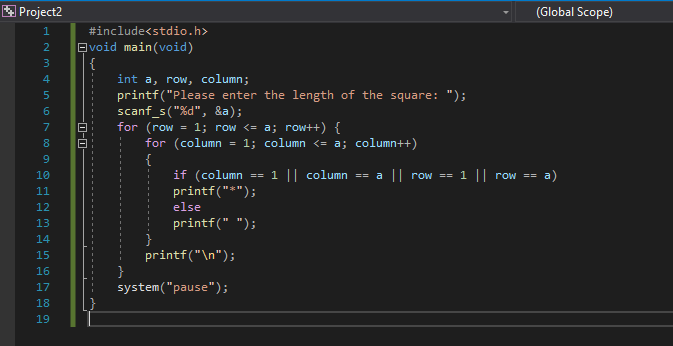 Project2 (Global Scope)
1 #include<stdio.h>
2 void main(void)
3 {
4 int a, row, column;
5 printf("Please enter the length of the square: ");
6 scanf_s("%d", &a);
7 for (row = 1; row <= a; row++) {
8 for (column = 1; column <= a; column++)
9 {
10 if (column == 1 || column == a || row == 1 || row == a)
11 printf("*");
12 else
13 printf(" ");
14 }
15 printf("\n");
16 }
17 system("pause");
18 }
19